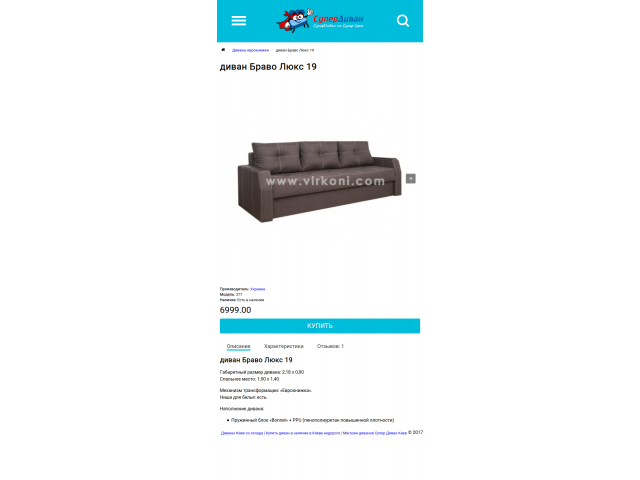 СуперДиван
Диваны еврокнижки
диван Браво Люкс 19
диван Браво Люкс 19
www.virkoni.com
Производитель: Украина
Модель: 377
Наличие: Есть в наличии
6999.00
КУПИТЬ
Описание Характеристики Отзывов: 1
диван Браво Люкс 19
Габаритный размер дивана: 2,18 х 0,90
Спальное место: 1,90 х 1,40
Механизм трансформации: «Еврокнижка».
Ниша для белья: есть.
Наполнение дивана:
Пружинный блок «Bonnel» + PPU (пенополиуретан повышенной плотности)
Диваны Киев со склада | Купить диван в наличии в Киеве недорого | Магазин диванов Супер Диван Киев © 2017